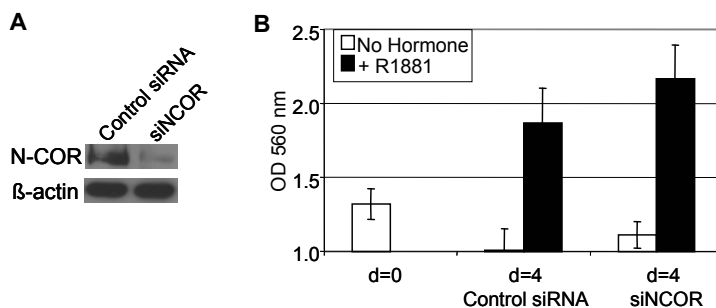 A
Control siRNA
siNCOR
N-COR
ß-actin
B
No Hormone
+ R1881
OD 560 nm
2.5
2.0
1.5
1.0
d=0
d=4
d=4
Control siRNA
siNCOR